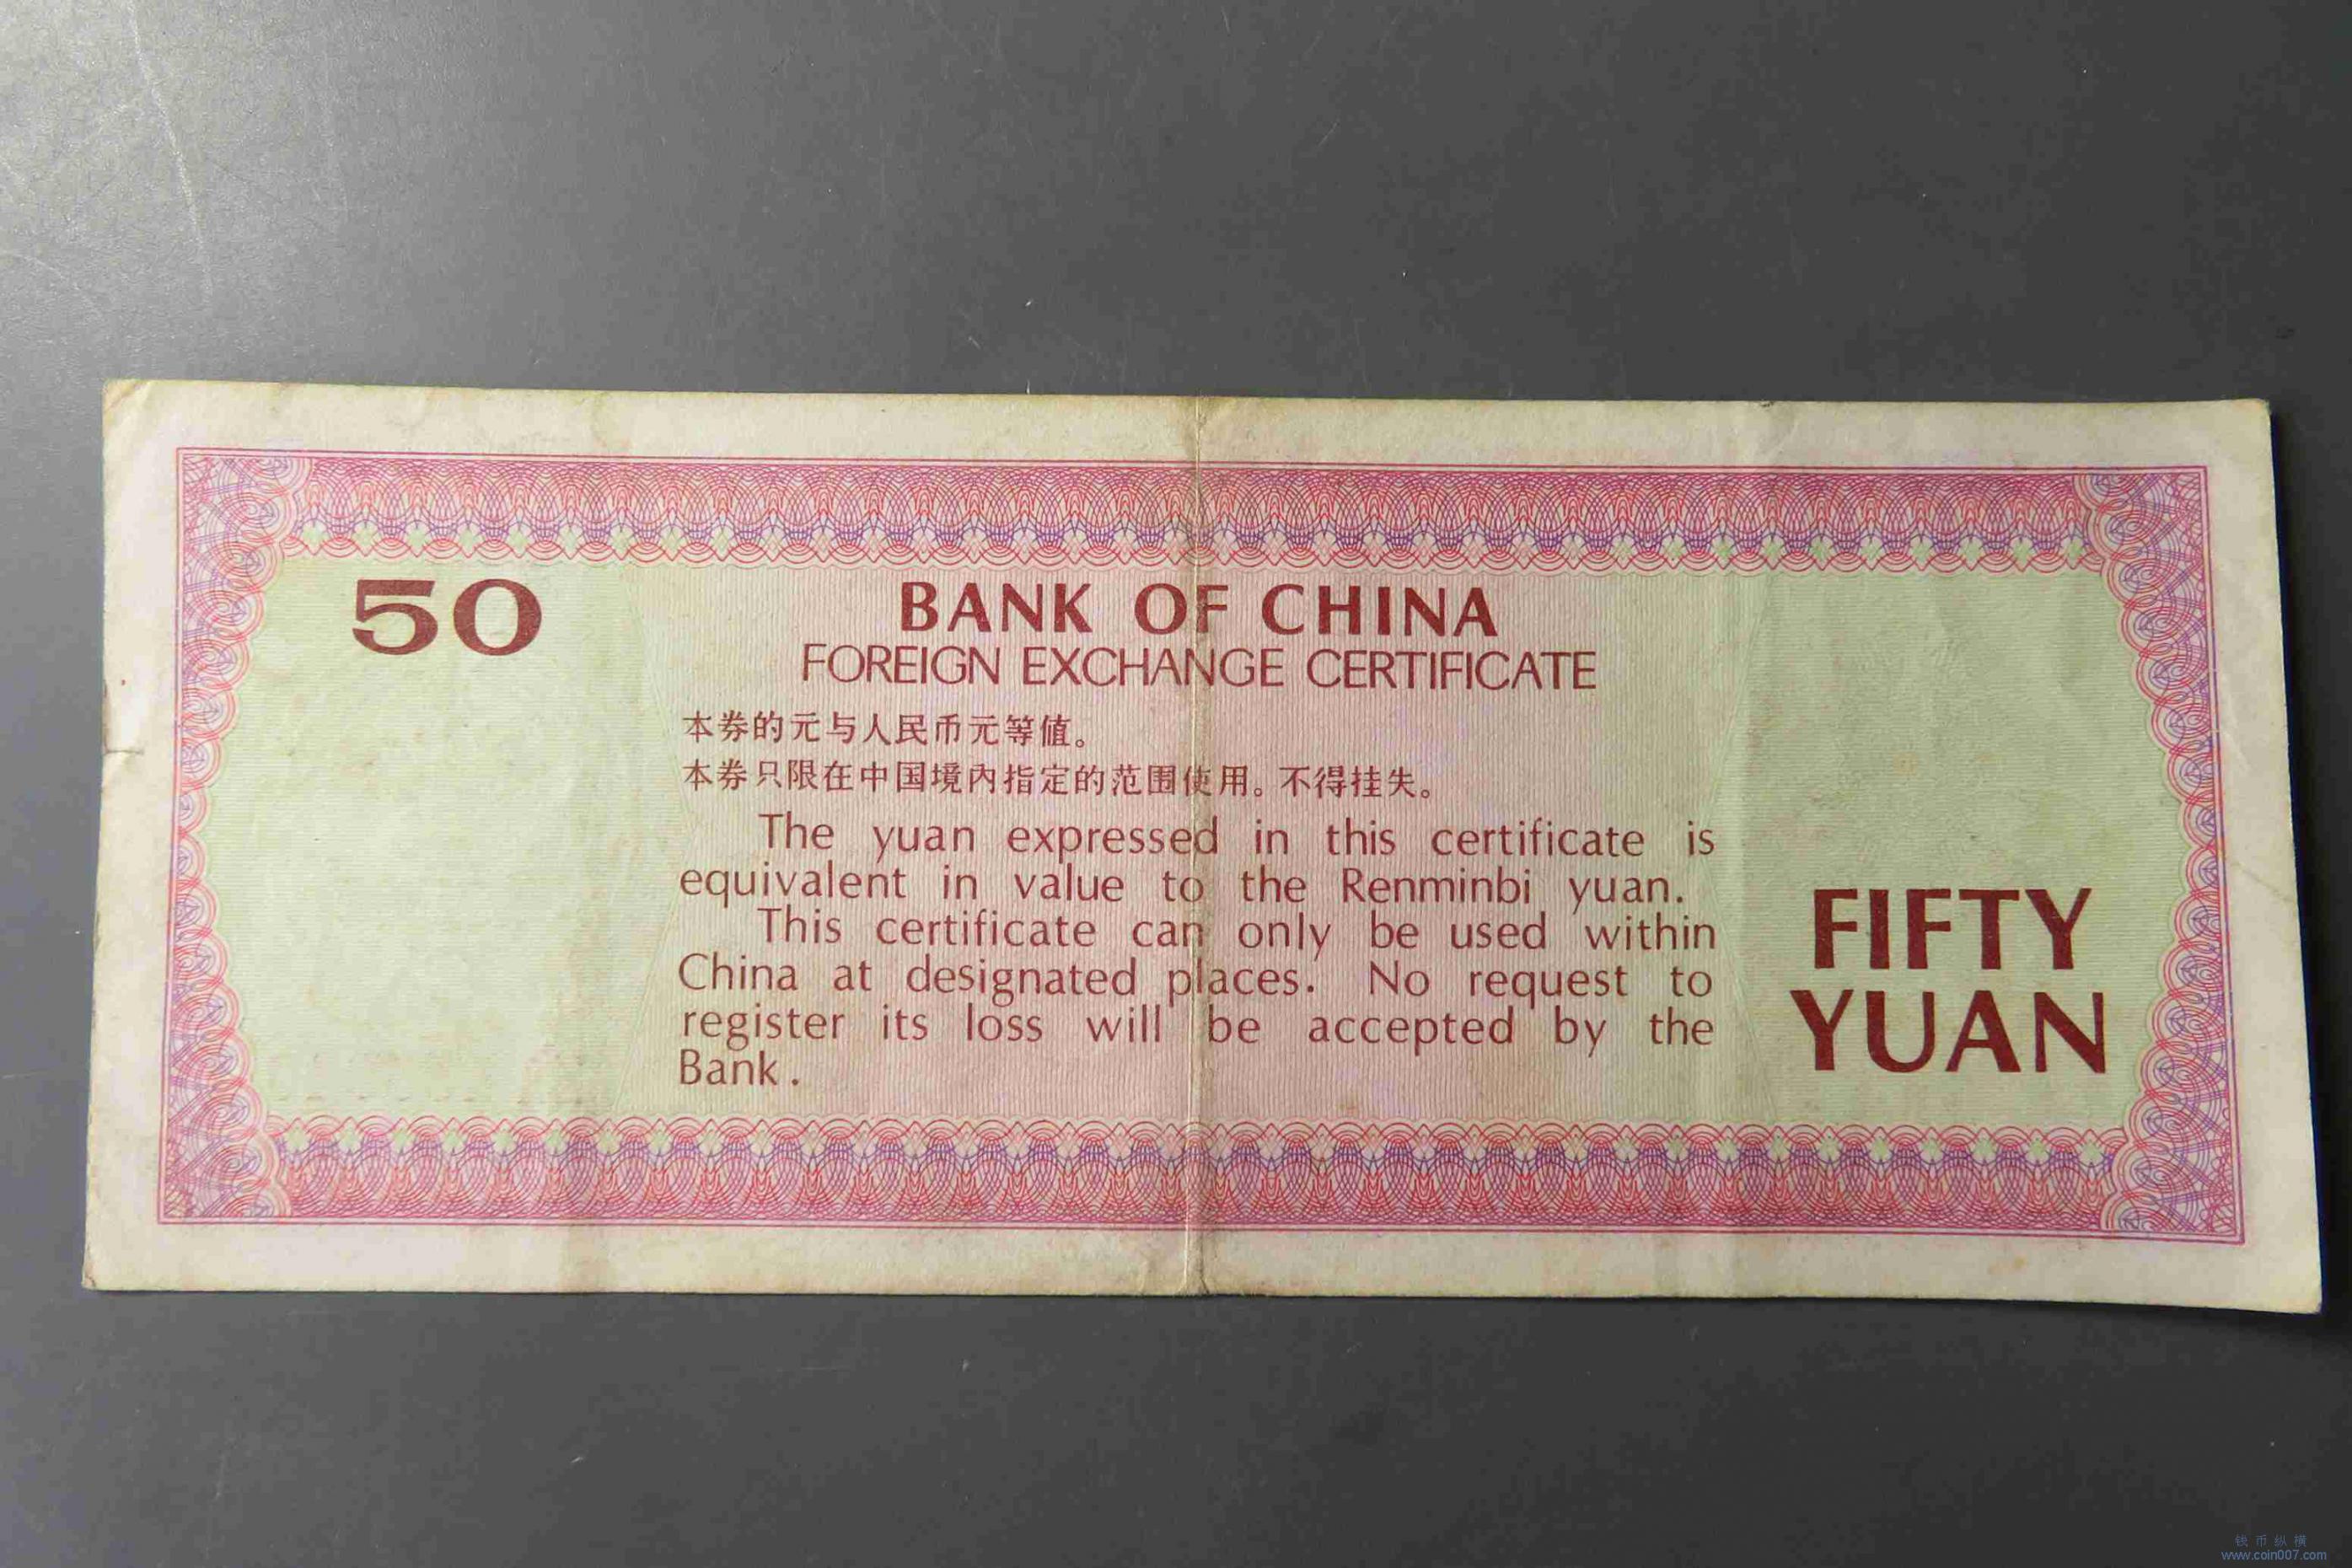 50
BANK OF CHINA
FOREIGN EXCHANGE CERTIFICATE
本券的元与人民币元等值。
本券只限在中国境内指定的范围使用。不得挂失。
The yuan expressed in this certificate is
equivalent in value to the Renminbi yuan.
This certificate can only be used within
China at designated places. No request to
register its loss will be accepted by the
Bank.
FIFTY
YUAN
钱币纵横
www.coin007.com